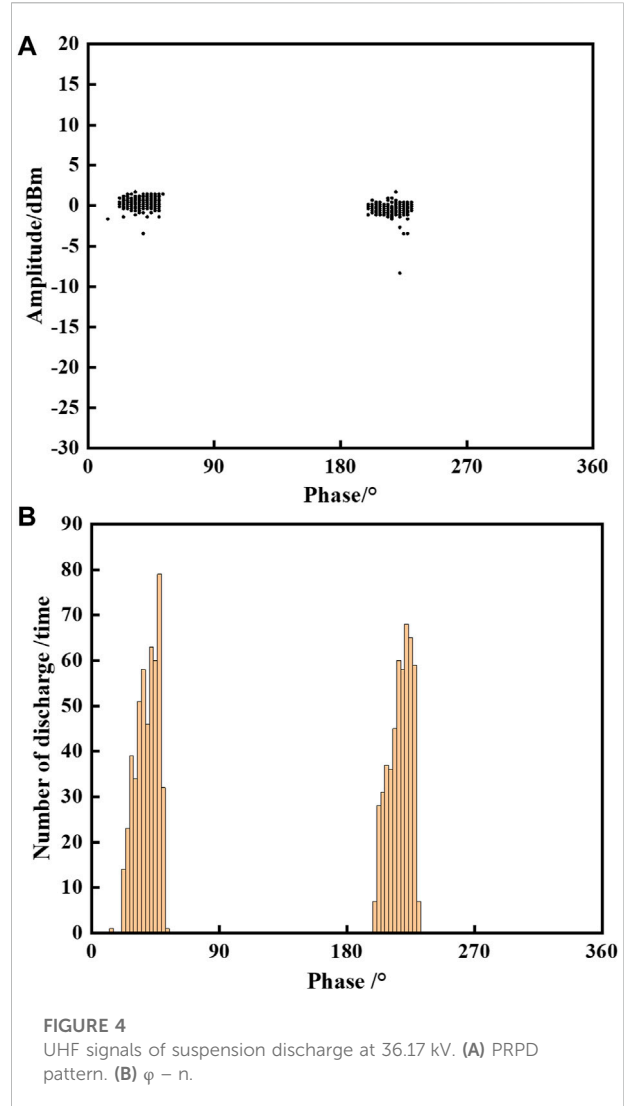 A
20
15
10
5
0
-5
-10
-15
-20
-25
-30
Amplitude/dBm
0 90 180 270 360
Phase/°
B
90
80
70
60
50
40
30
20
10
0
Number of discharge /time
0 90 180 270 360
Phase /°
FIGURE 4
UHF signals of suspension discharge at 36.17 kV. (A) PRPD
pattern. (B) φ – n.